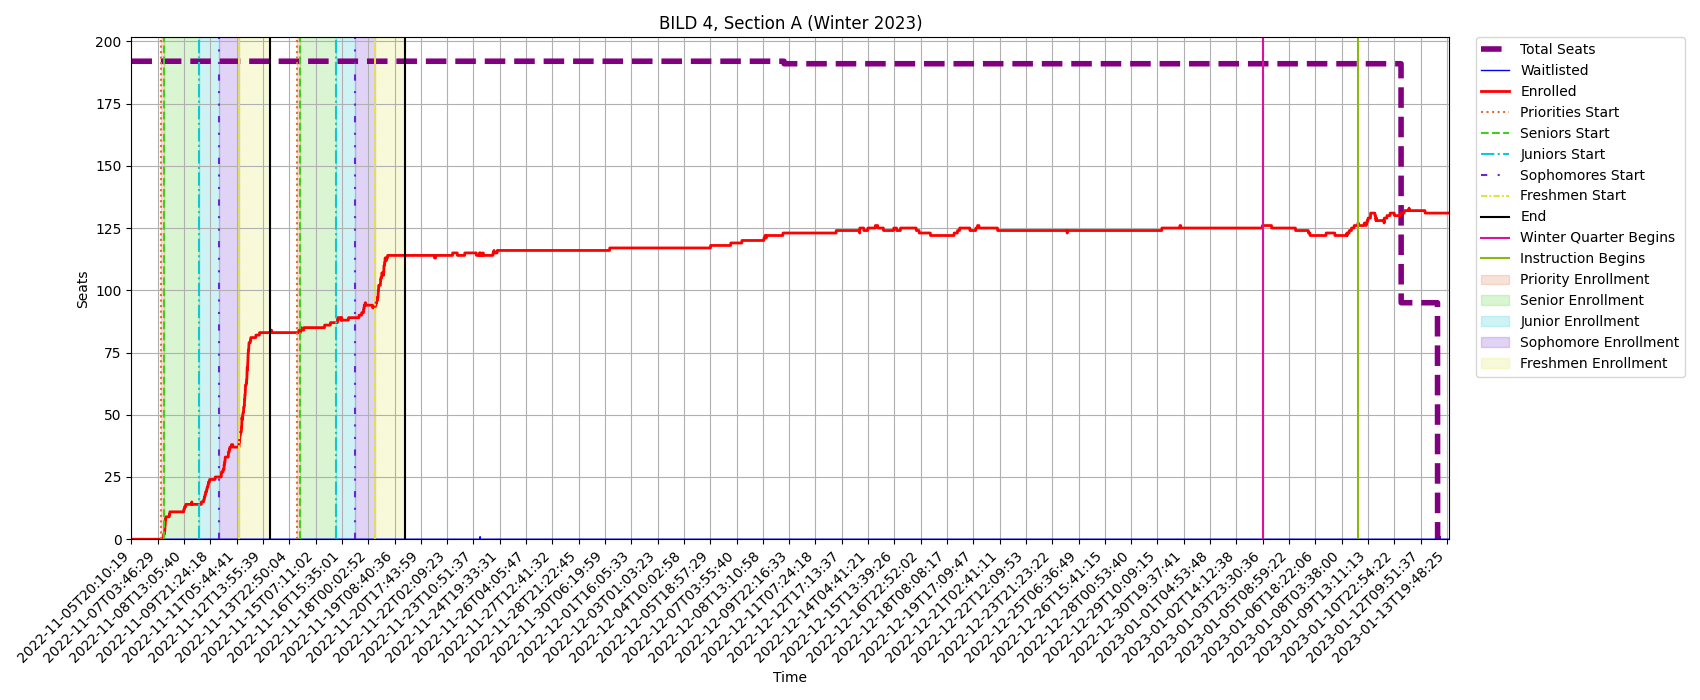 BILD 4, Section A (Winter 2023)
Seats
200
175
150
125
100
75
50
25
0
2022-11-05T20:10:19
2022-11-07T03:46:29
2022-11-08T13:05:40
2022-11-09T21:24:18
2022-11-11T05:44:41
2022-11-12T13:55:39
2022-11-13T22:50:04
2022-11-15T07:11:02
2022-11-16T15:35:01
2022-11-18T00:02:52
2022-11-19T08:40:36
2022-11-20T17:43:59
2022-11-22T02:09:23
2022-11-23T10:51:37
2022-11-24T19:33:31
2022-11-26T04:05:47
2022-11-27T12:41:32
2022-11-28T21:22:45
2022-11-30T06:19:59
2022-12-01T16:05:33
2022-12-03T01:03:23
2022-12-04T10:02:58
2022-12-05T18:57:29
2022-12-07T03:55:40
2022-12-08T13:10:58
2022-12-09T22:16:33
2022-12-11T07:24:18
2022-12-12T17:13:37
2022-12-14T04:41:21
2022-12-15T13:39:26
2022-12-16T22:52:02
2022-12-18T08:08:17
2022-12-19T17:09:47
2022-12-21T02:41:11
2022-12-22T12:09:53
2022-12-23T21:23:22
2022-12-25T06:36:49
2022-12-26T15:41:15
2022-12-28T00:53:40
2022-12-29T10:09:15
2022-12-30T19:37:41
2023-01-01T04:53:48
2023-01-02T14:12:38
2023-01-03T23:30:36
2023-01-05T08:59:22
2023-01-06T18:22:06
2023-01-08T03:38:00
2023-01-09T13:11:13
2023-01-10T22:54:22
2023-01-12T09:51:37
2023-01-13T19:48:25
Time
Total Seats
Waitlisted
Enrolled
Priorities Start
Seniors Start
Juniors Start
Sophomores Start
Freshmen Start
End
Winter Quarter Begins
Instruction Begins
Priority Enrollment
Senior Enrollment
Junior Enrollment
Sophomore Enrollment
Freshmen Enrollment